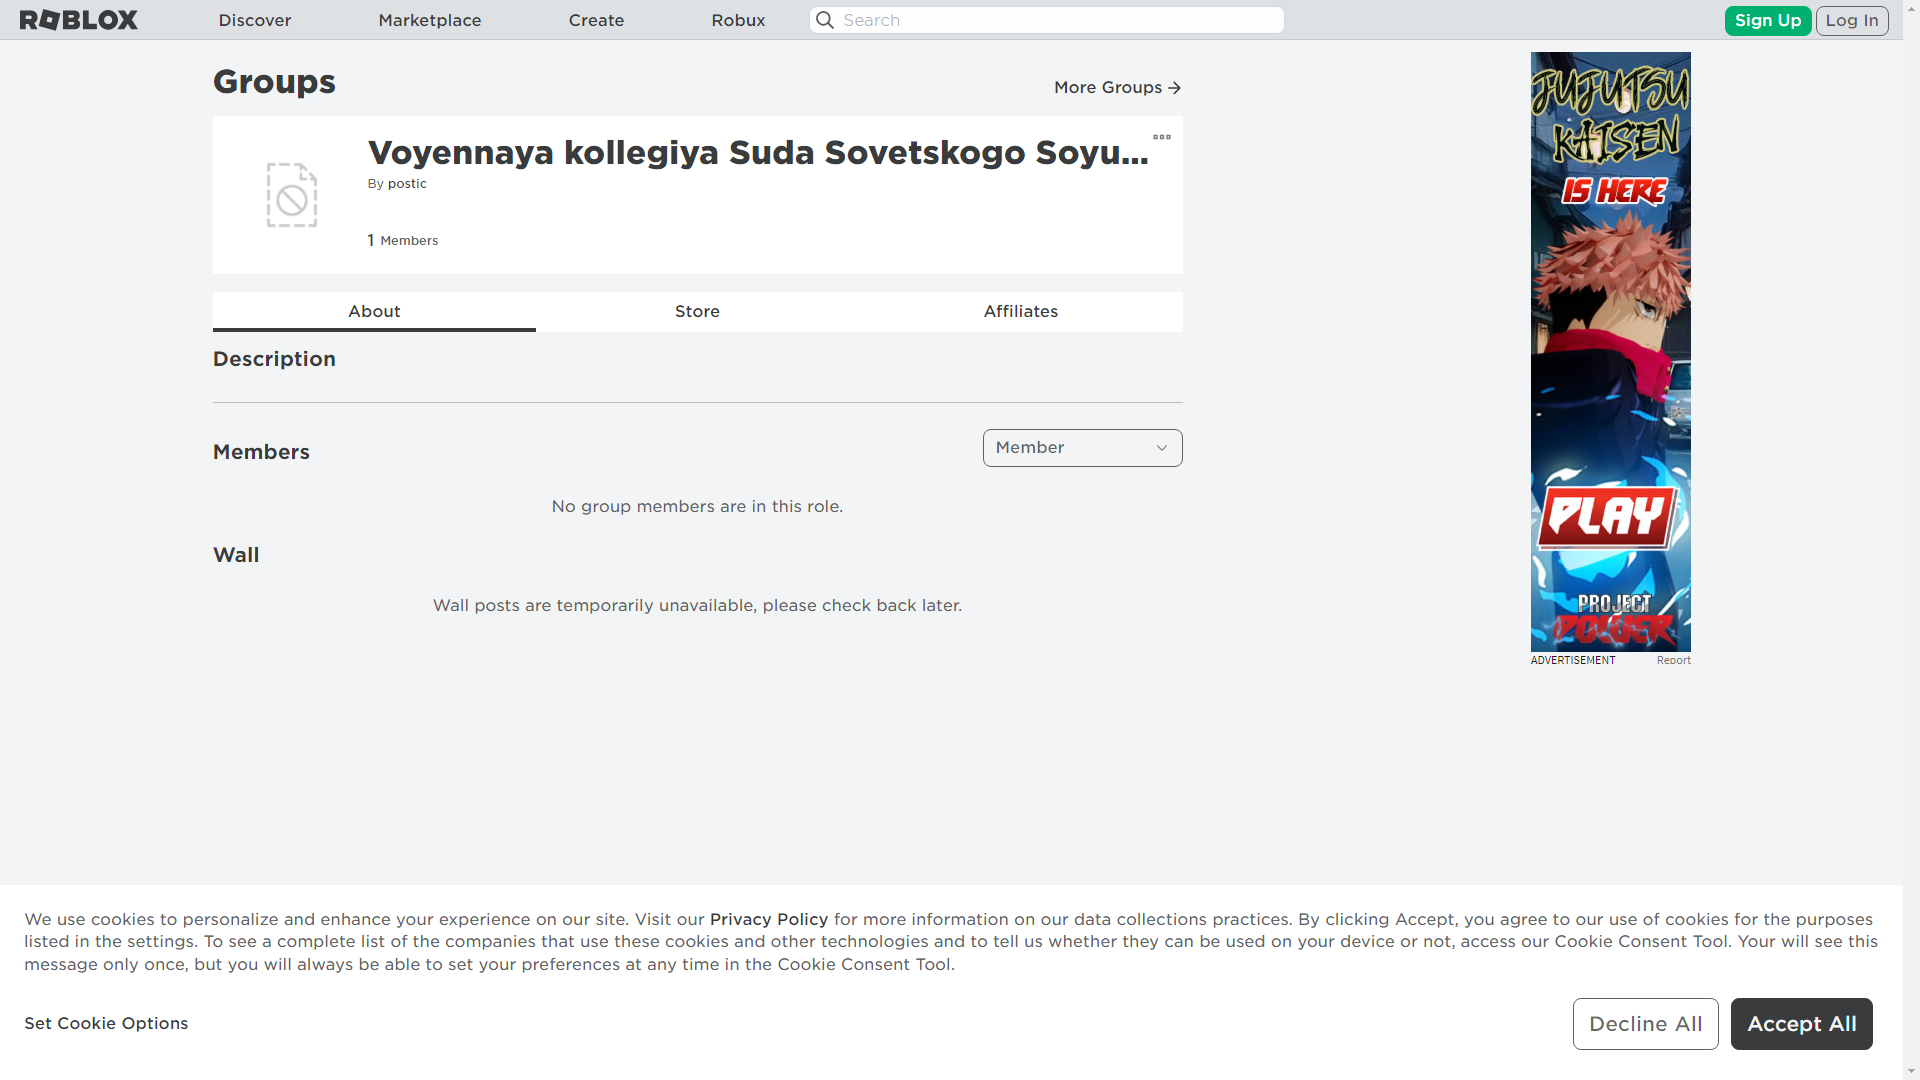 ROBLOX
Discover
Marketplace
Create
Robux
Search
Sign Up
Log In
Groups
More Groups
Voyennaya kollegiya Suda Sovetskogo Soyu...
By postic
1 Members
About
Store
Affiliates
Description
Members
Member
No group members are in this role.
Wall
Wall posts are temporarily unavailable, please check back later.
JUJUTSU
KAISEN
IS HERE
PLAY
PROJECT
POWER
ADVERTISEMENT
Report
We use cookies to personalize and enhance your experience on our site. Visit our Privacy Policy for more information on our data collections practices. By clicking Accept, you agree to our use of cookies for the purposes
listed in the settings. To see a complete list of the companies that use these cookies and other technologies and to tell us whether they can be used on your device or not, access our Cookie Consent Tool. Your will see this
message only once, but you will always be able to set your preferences at any time in the Cookie Consent Tool.
Set Cookie Options
Decline All
Accept All